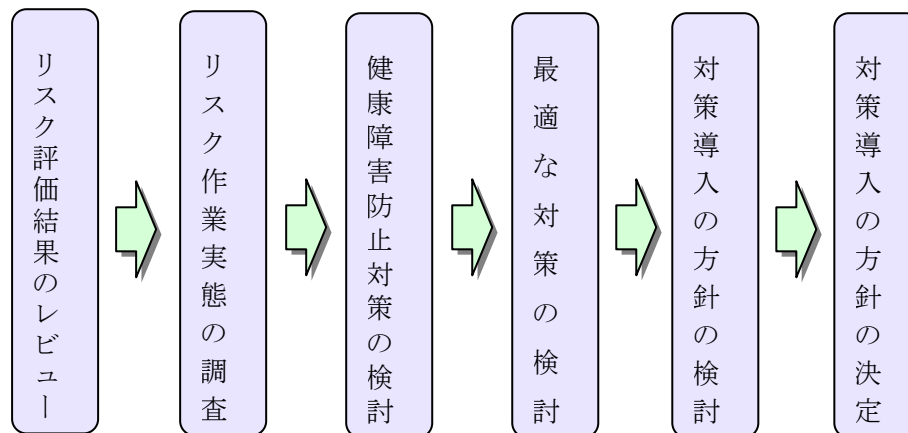 リスク評価結果のレビュー
リスク作業実態の調査
健康障害防止対策の検討
最適な対策の検討
対策導入の方針の検討
対策導入の方針の決定